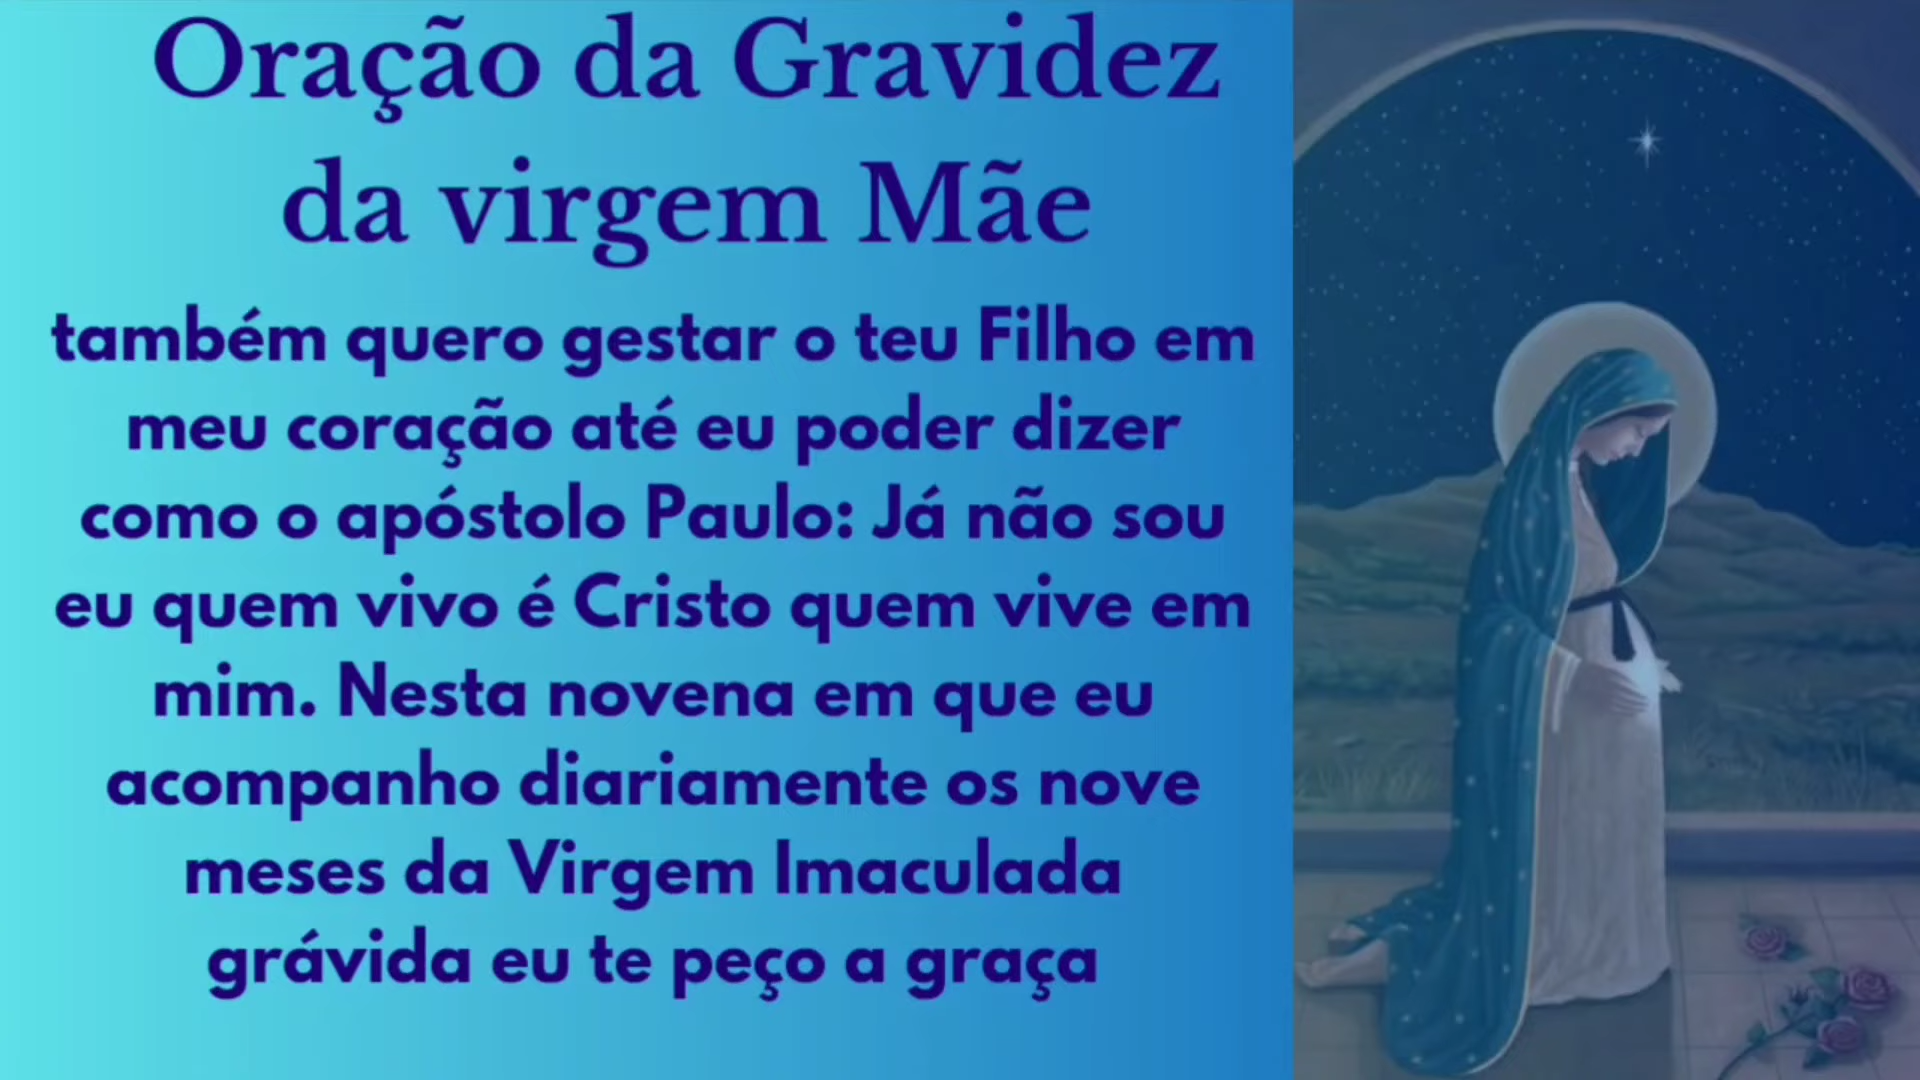 Oração da Gravidez
da virgem Mãe
também quero gestar o teu Filho em
meu coração até eu poder dizer
como o apóstolo Paulo: Já não sou
eu quem vivo é Cristo quem vive em
mim. Nesta novena em que eu
acompanho diariamente os nove
meses da Virgem Imaculada
grávida eu te peço a graça